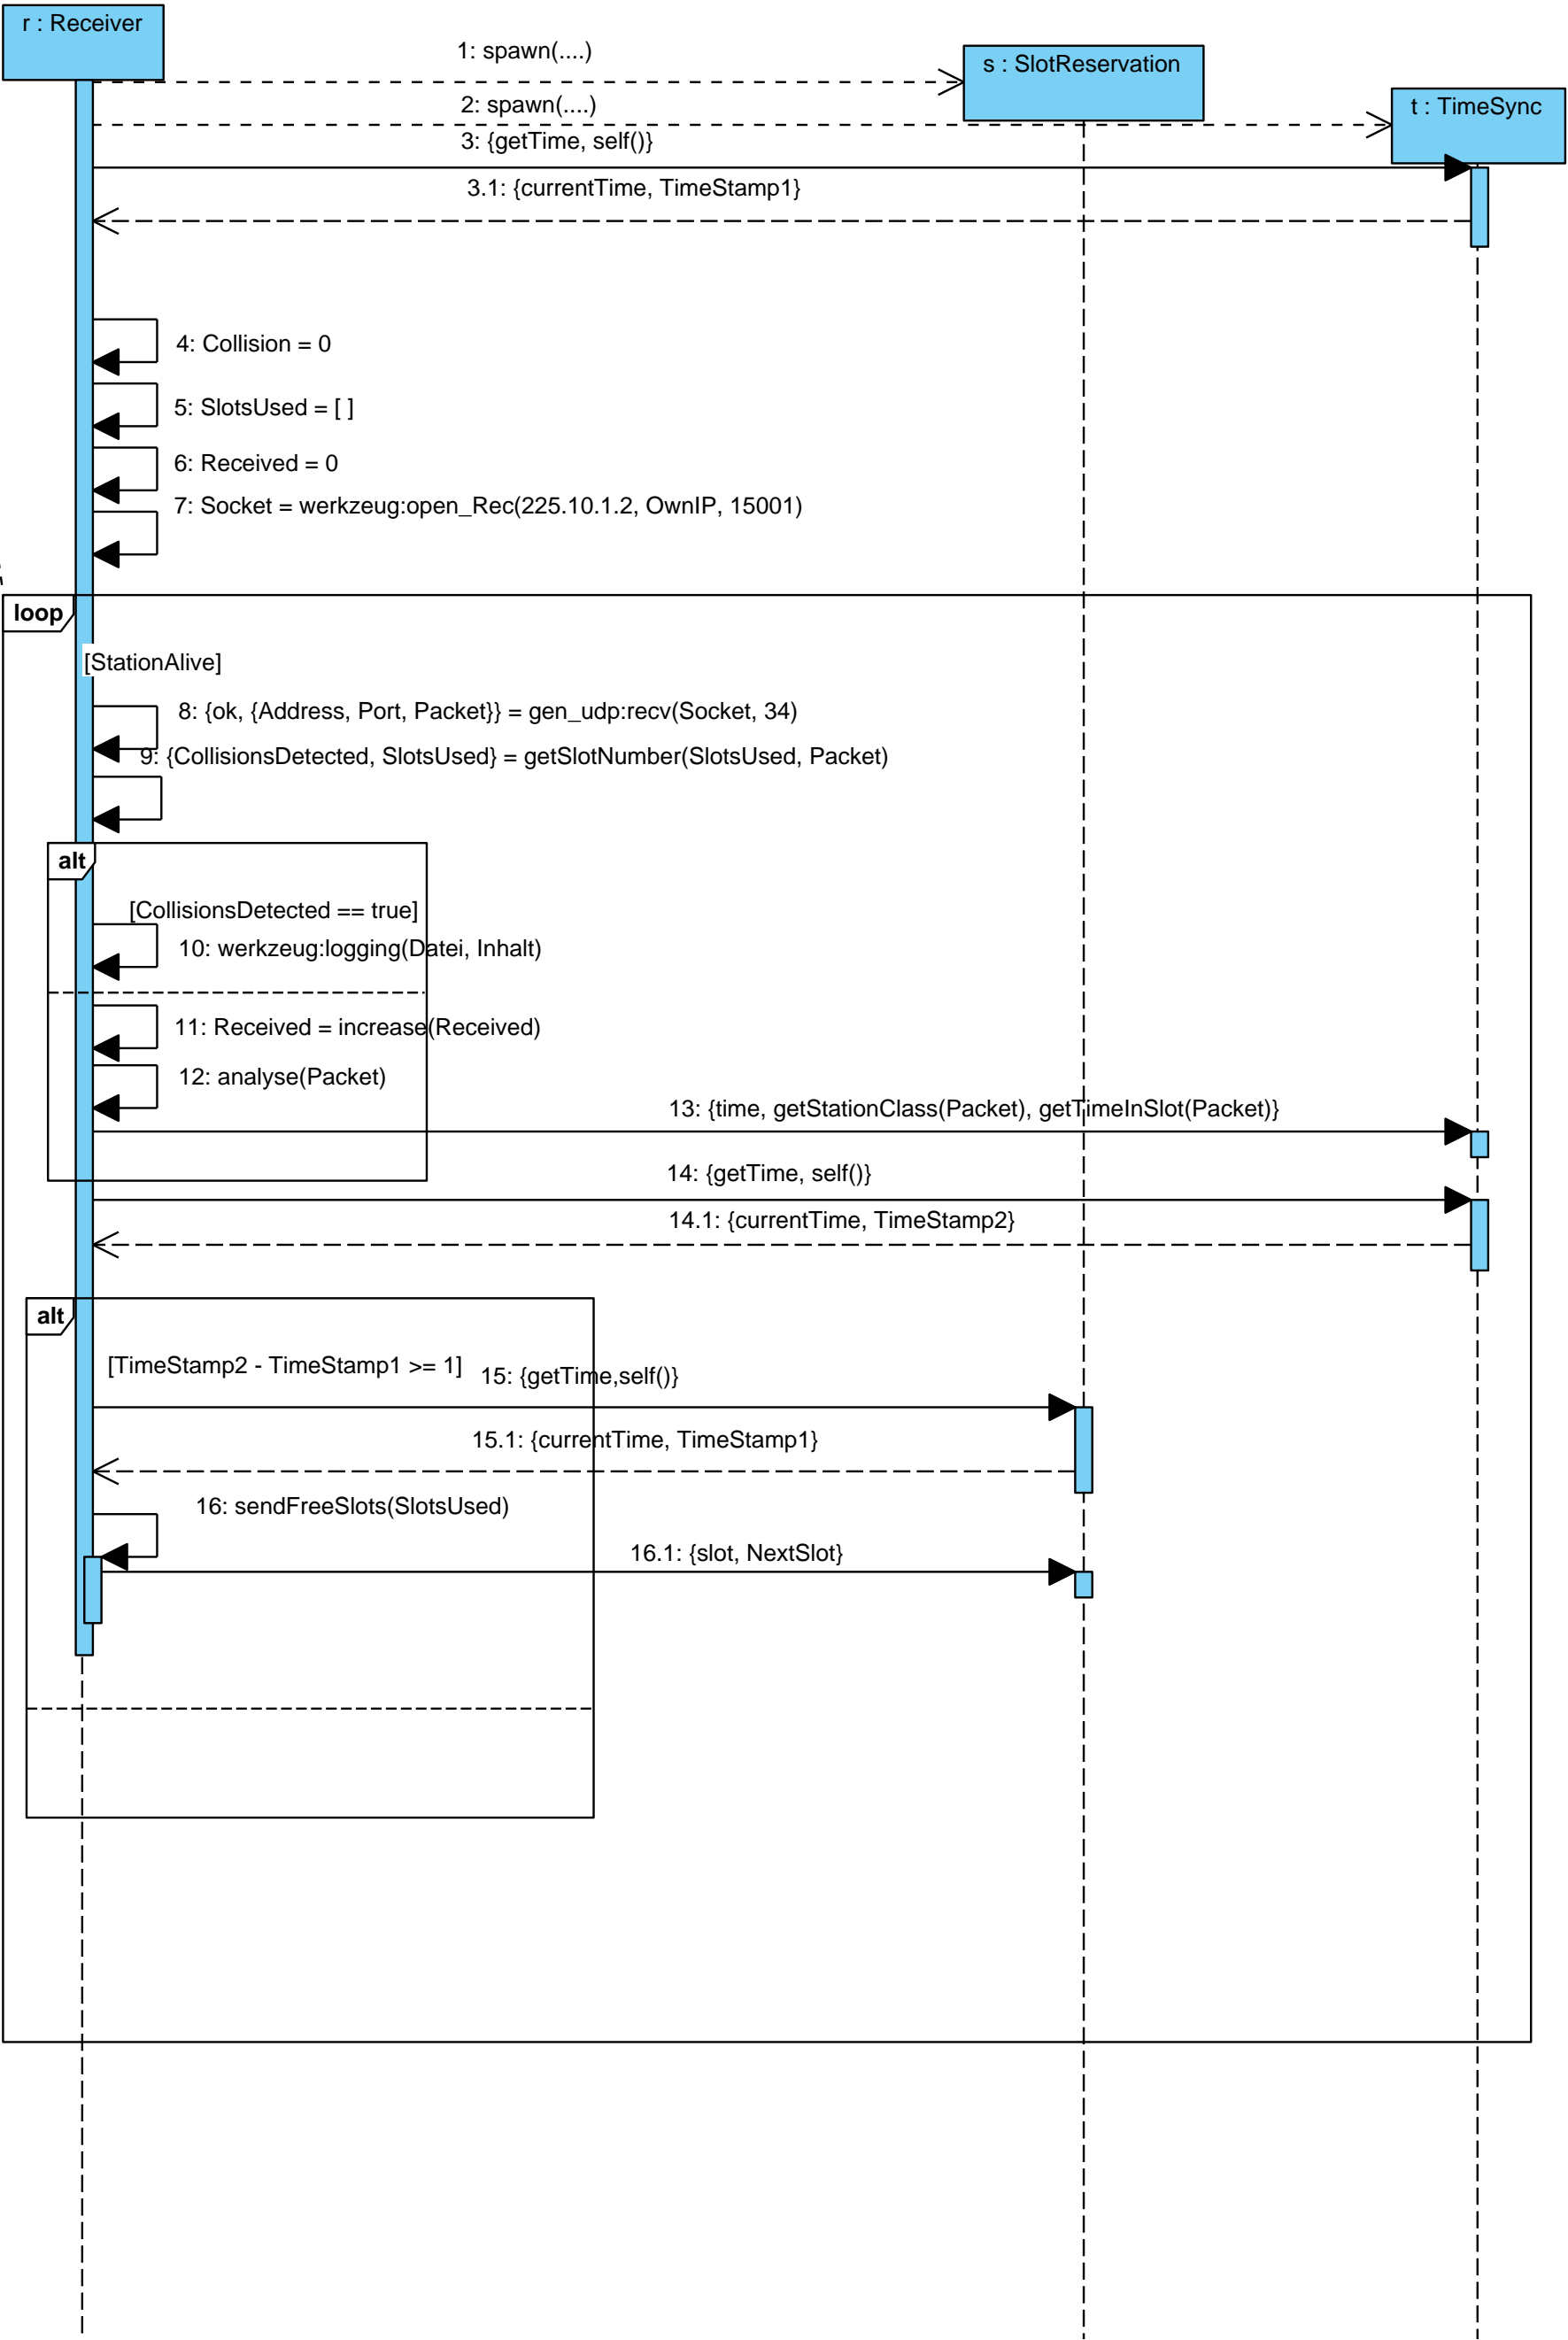 r : Receiver
1: spawn(....)
s : SlotReservation
2: spawn(....)
t : TimeSync
3: {getTime, self()}
3.1: {currentTime, TimeStamp1}
4: Collision = 0
5: SlotsUsed = [ ]
6: Received = 0
7: Socket = werkzeug:open_Rec(225.10.1.2, OwnIP, 15001)
loop
[StationAlive]
8: {ok, {Address, Port, Packet}} = gen_udp:recv(Socket, 34)
9: {CollisionsDetected, SlotsUsed} = getSlotNumber(SlotsUsed, Packet)
alt
[CollisionsDetected == true]
10: werkzeug:logging(Datei, Inhalt)
11: Received = increase(Received)
12: analyse(Packet)
13: {time, getStationClass(Packet), getTimeInSlot(Packet)}
14: {getTime, self()}
14.1: {currentTime, TimeStamp2}
alt
[TimeStamp2 - TimeStamp1 >= 1]
15: {getTime,self()}
15.1: {currentTime, TimeStamp1}
16: sendFreeSlots(SlotsUsed)
16.1: {slot, NextSlot}